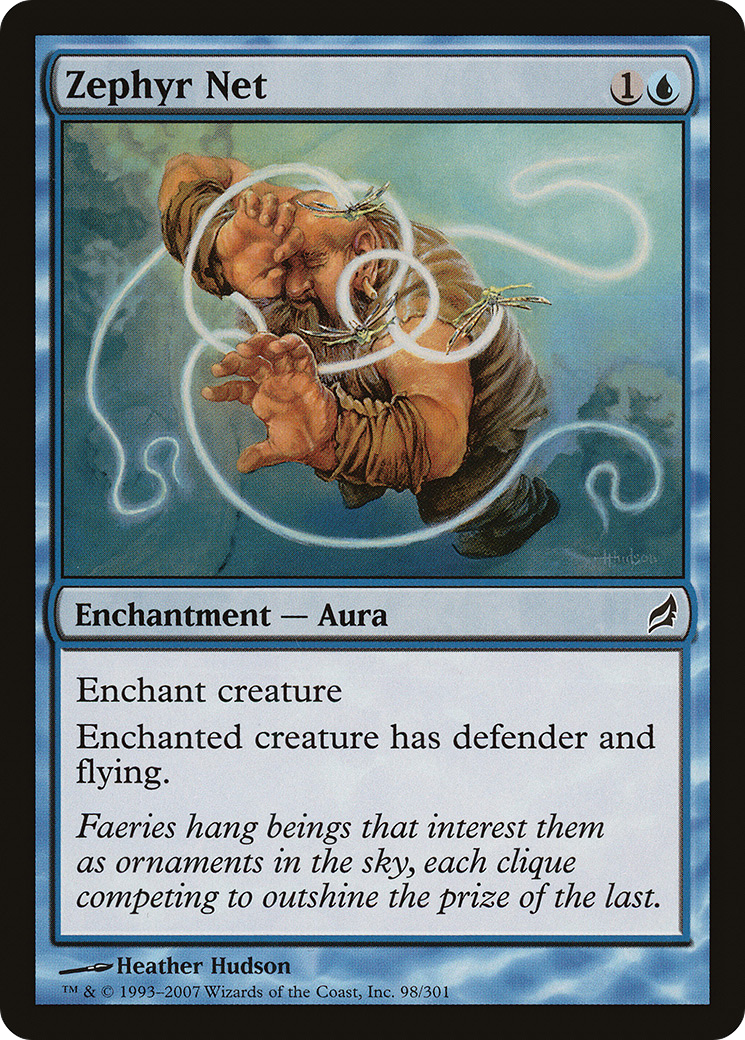 Zephyr Net 1
Hhudson
Enchantment — Aura
Enchant creature
Enchanted creature has defender and
flying.
Faeries hang beings that interest them
as ornaments in the sky, each clique
competing to outshine the prize of the last.
Heather Hudson
™ & © 1993–2007 Wizards of the Coast, Inc. 98/301